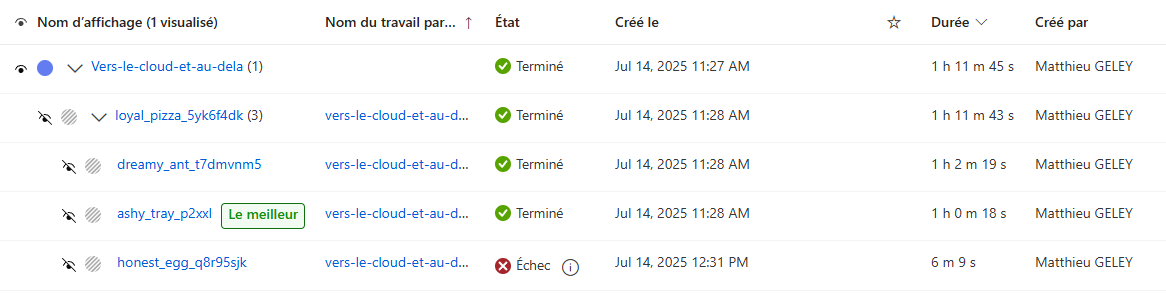 Nom d'affichage (1 visualisé) Nom du travail par... ↑ État Créé le Durée Créé par
Vers-le-cloud-et-au-dela (1) Terminé Jul 14, 2025 11:27 AM 1 h 11 m 45 s Matthieu GELEY
loyal_pizza_5yk6f4dk (3) vers-le-cloud-et-au-d... Terminé Jul 14, 2025 11:28 AM 1 h 11 m 43 s Matthieu GELEY
dreamy_ant_t7dmvnm5 vers-le-cloud-et-au-d... Terminé Jul 14, 2025 11:28 AM 1 h 2 m 19 s Matthieu GELEY
ashy_tray_p2xxl Le meilleur vers-le-cloud-et-au-d... Terminé Jul 14, 2025 11:28 AM 1 h 0 m 18 s Matthieu GELEY
honest_egg_q8r95sjk vers-le-cloud-et-au-d... Échec Jul 14, 2025 12:31 PM 6 m 9 s Matthieu GELEY